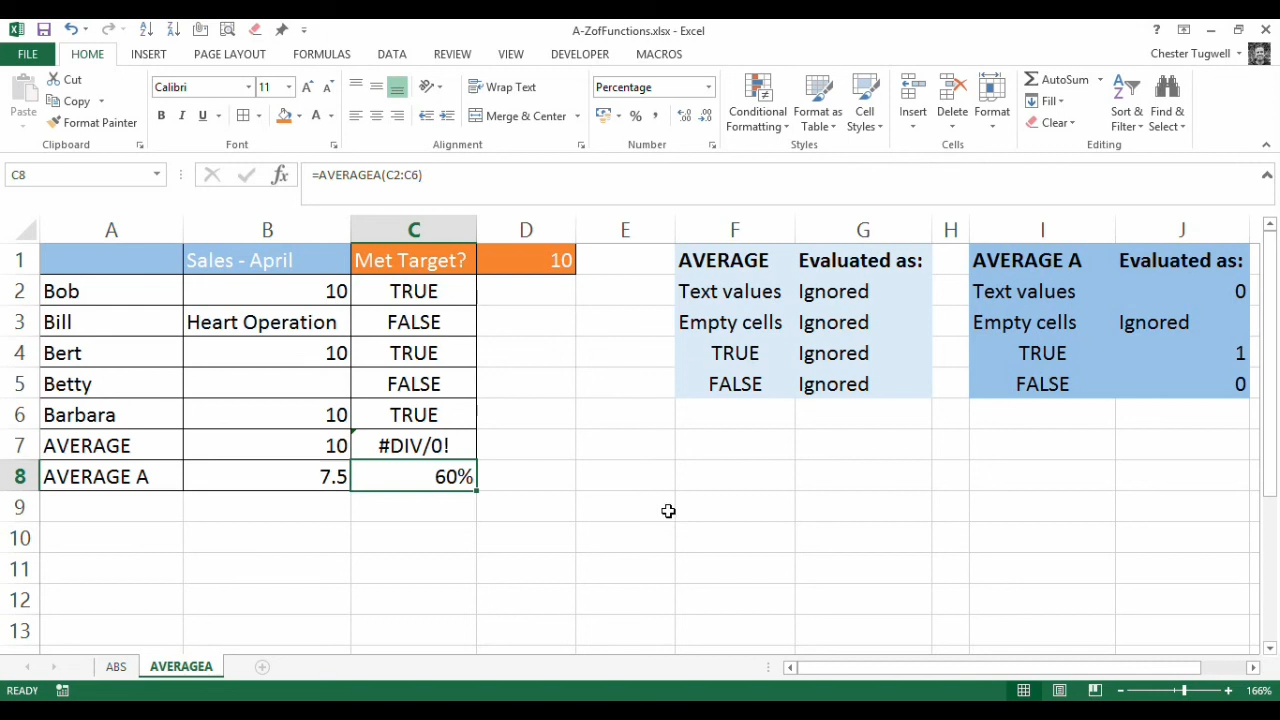 A-ZofFunctions.xlsx - Excel
FILE HOME INSERT PAGE LAYOUT FORMULAS DATA REVIEW VIEW DEVELOPER MACROS Chester Tugwell
Paste
Cut
Copy
Format Painter
Clipboard
Calibri 11
B I U A
Font
Wrap Text
Merge & Center
Alignment
Percentage
%
Number
Conditional Formatting
Format as Table
Cell Styles
Styles
Insert Delete Format
Cells
AutoSum
Fill
Clear
Sort & Filter
Find & Select
Editing
C8 fx =AVERAGEA(C2:C6)
A B C D E F G H I J
1 Sales - April Met Target? 10 AVERAGE Evaluated as: AVERAGE A Evaluated as:
2 Bob 10 TRUE Text values Ignored Text values 0
3 Bill Heart Operation FALSE Empty cells Ignored Empty cells Ignored
4 Bert 10 TRUE TRUE Ignored TRUE 1
5 Betty FALSE FALSE Ignored FALSE 0
6 Barbara 10 TRUE
7 AVERAGE 10 #DIV/0!
8 AVERAGE A 7.5 60%
9
10
11
12
13
ABS AVERAGEA
READY 166%